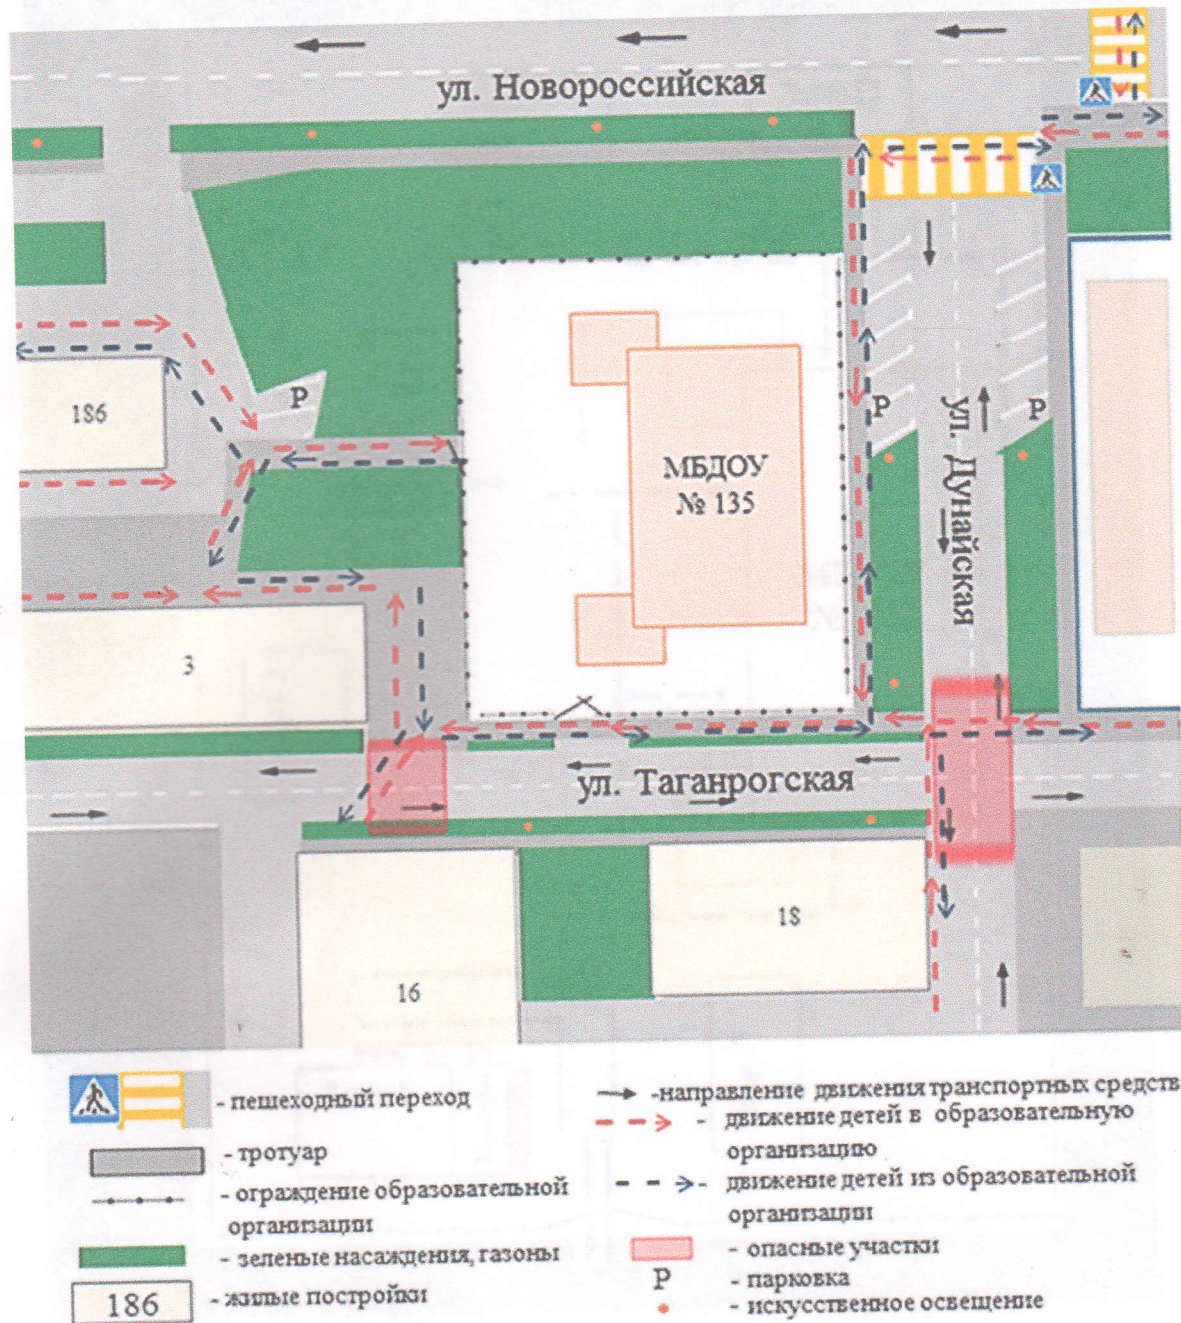 ул. Новороссийская
186
P
P
P
МБДОУ
№ 135
ул. Дунайская
3
ул. Таганрогская
18
16
- пешеходный переход
- тротуар
- ограждение образовательной
организации
- зеленые насаждения, газоны
186
- жилые постройки
-направление движения транспортных средств
- движение детей в образовательную
организацию
- движение детей из образовательной
организации
- опасные участки
P
- парковка
- искусственное освещение